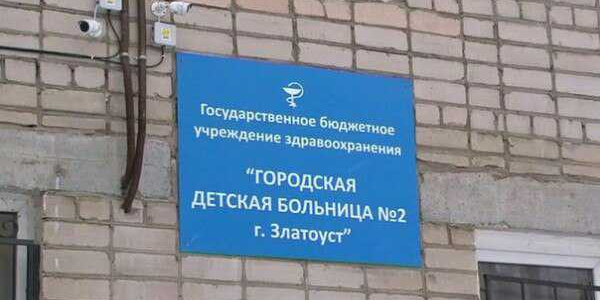 Государственное бюджетное
учреждение здравоохранения
“ГОРОДСКАЯ
ДЕТСКАЯ БОЛЬНИЦА №2
г. Златоуст”